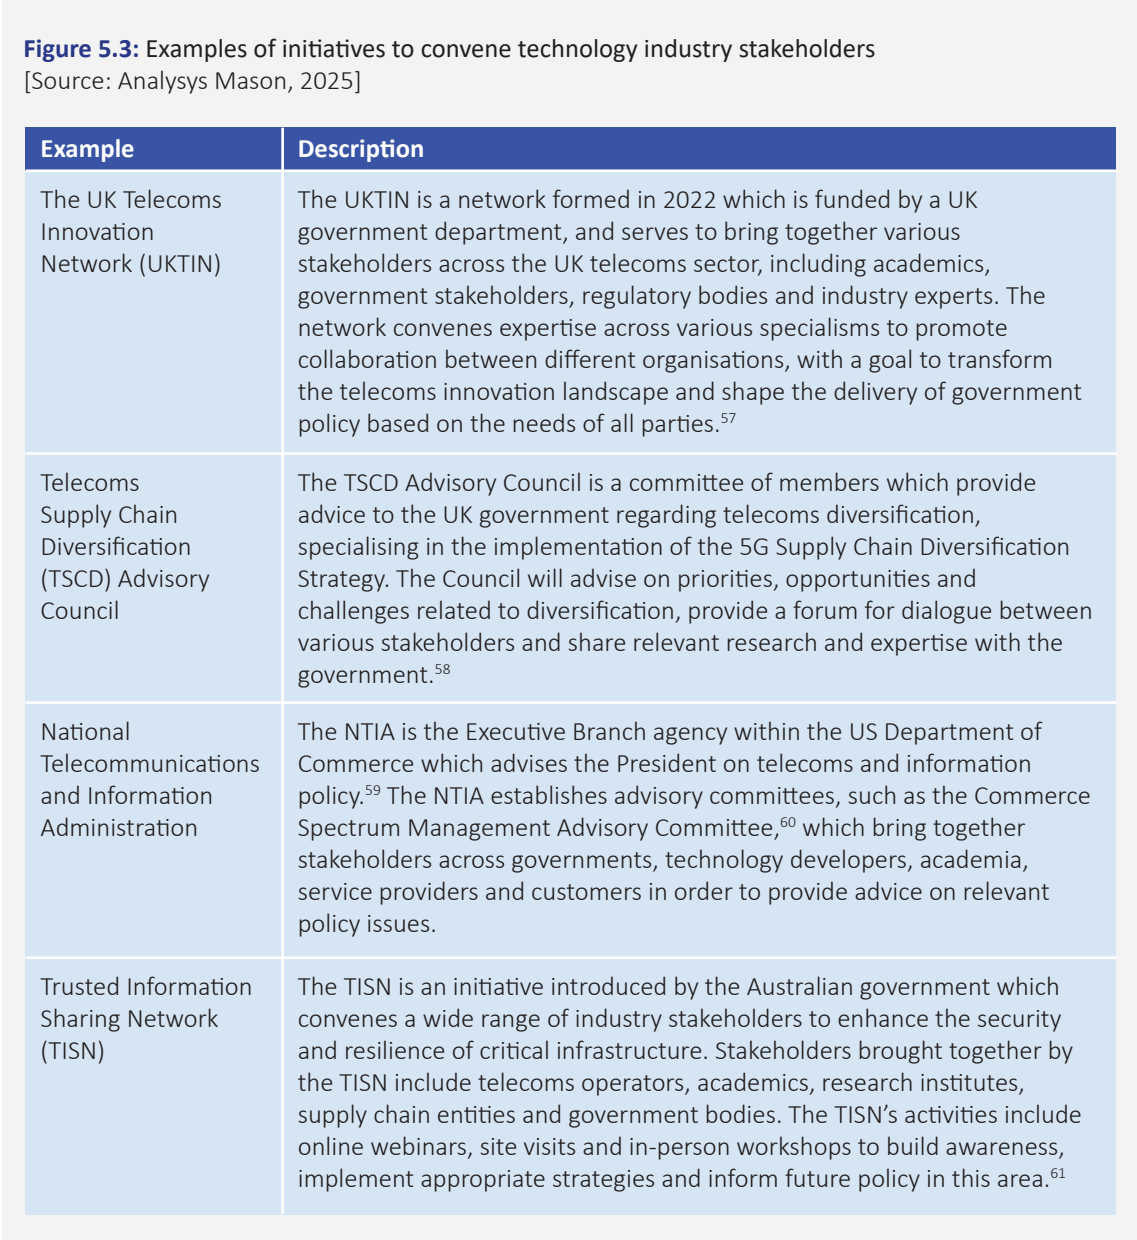 Figure 5.3: Examples of initiatives to convene technology industry stakeholders
[Source: Analysys Mason, 2025]
Example
Description
The UK Telecoms
Innovation
Network (UKTIN)
The UKTIN is a network formed in 2022 which is funded by a UK
government department, and serves to bring together various
stakeholders across the UK telecoms sector, including academics,
government stakeholders, regulatory bodies and industry experts. The
network convenes expertise across various specialisms to promote
collaboration between different organisations, with a goal to transform
the telecoms innovation landscape and shape the delivery of government
policy based on the needs of all parties.57
Telecoms
Supply Chain
Diversification
(TSCD) Advisory
Council
The TSCD Advisory Council is a committee of members which provide
advice to the UK government regarding telecoms diversification,
specialising in the implementation of the 5G Supply Chain Diversification
Strategy. The Council will advise on priorities, opportunities and
challenges related to diversification, provide a forum for dialogue between
various stakeholders and share relevant research and expertise with the
government.58
National
Telecommunications
and Information
Administration
The NTIA is the Executive Branch agency within the US Department of
Commerce which advises the President on telecoms and information
policy.59 The NTIA establishes advisory committees, such as the Commerce
Spectrum Management Advisory Committee,60 which bring together
stakeholders across governments, technology developers, academia,
service providers and customers in order to provide advice on relevant
policy issues.
Trusted Information
Sharing Network
(TISN)
The TISN is an initiative introduced by the Australian government which
convenes a wide range of industry stakeholders to enhance the security
and resilience of critical infrastructure. Stakeholders brought together by
the TISN include telecoms operators, academics, research institutes,
supply chain entities and government bodies. The TISN’s activities include
online webinars, site visits and in-person workshops to build awareness,
implement appropriate strategies and inform future policy in this area.61